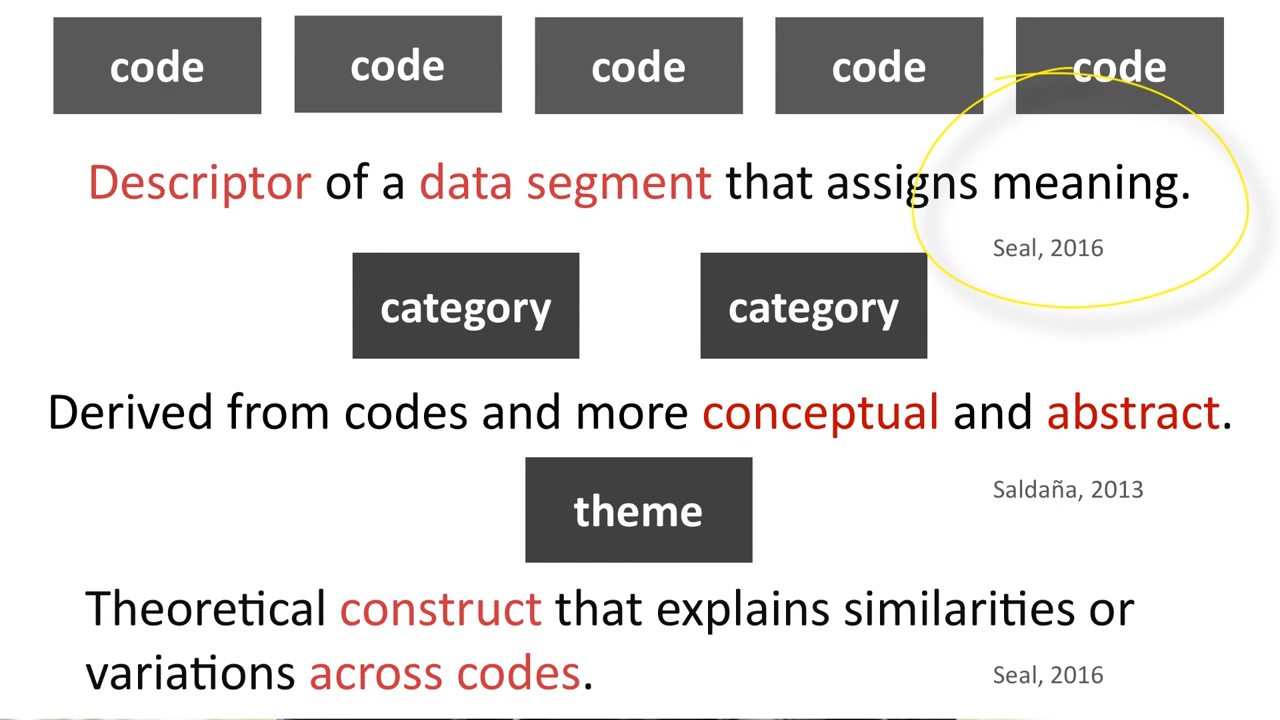 code code code code code
Descriptor of a data segment that assigns meaning.
Seal, 2016
category category
Derived from codes and more conceptual and abstract.
theme
Saldaña, 2013
Theoretical construct that explains similarities or
variations across codes.
Seal, 2016